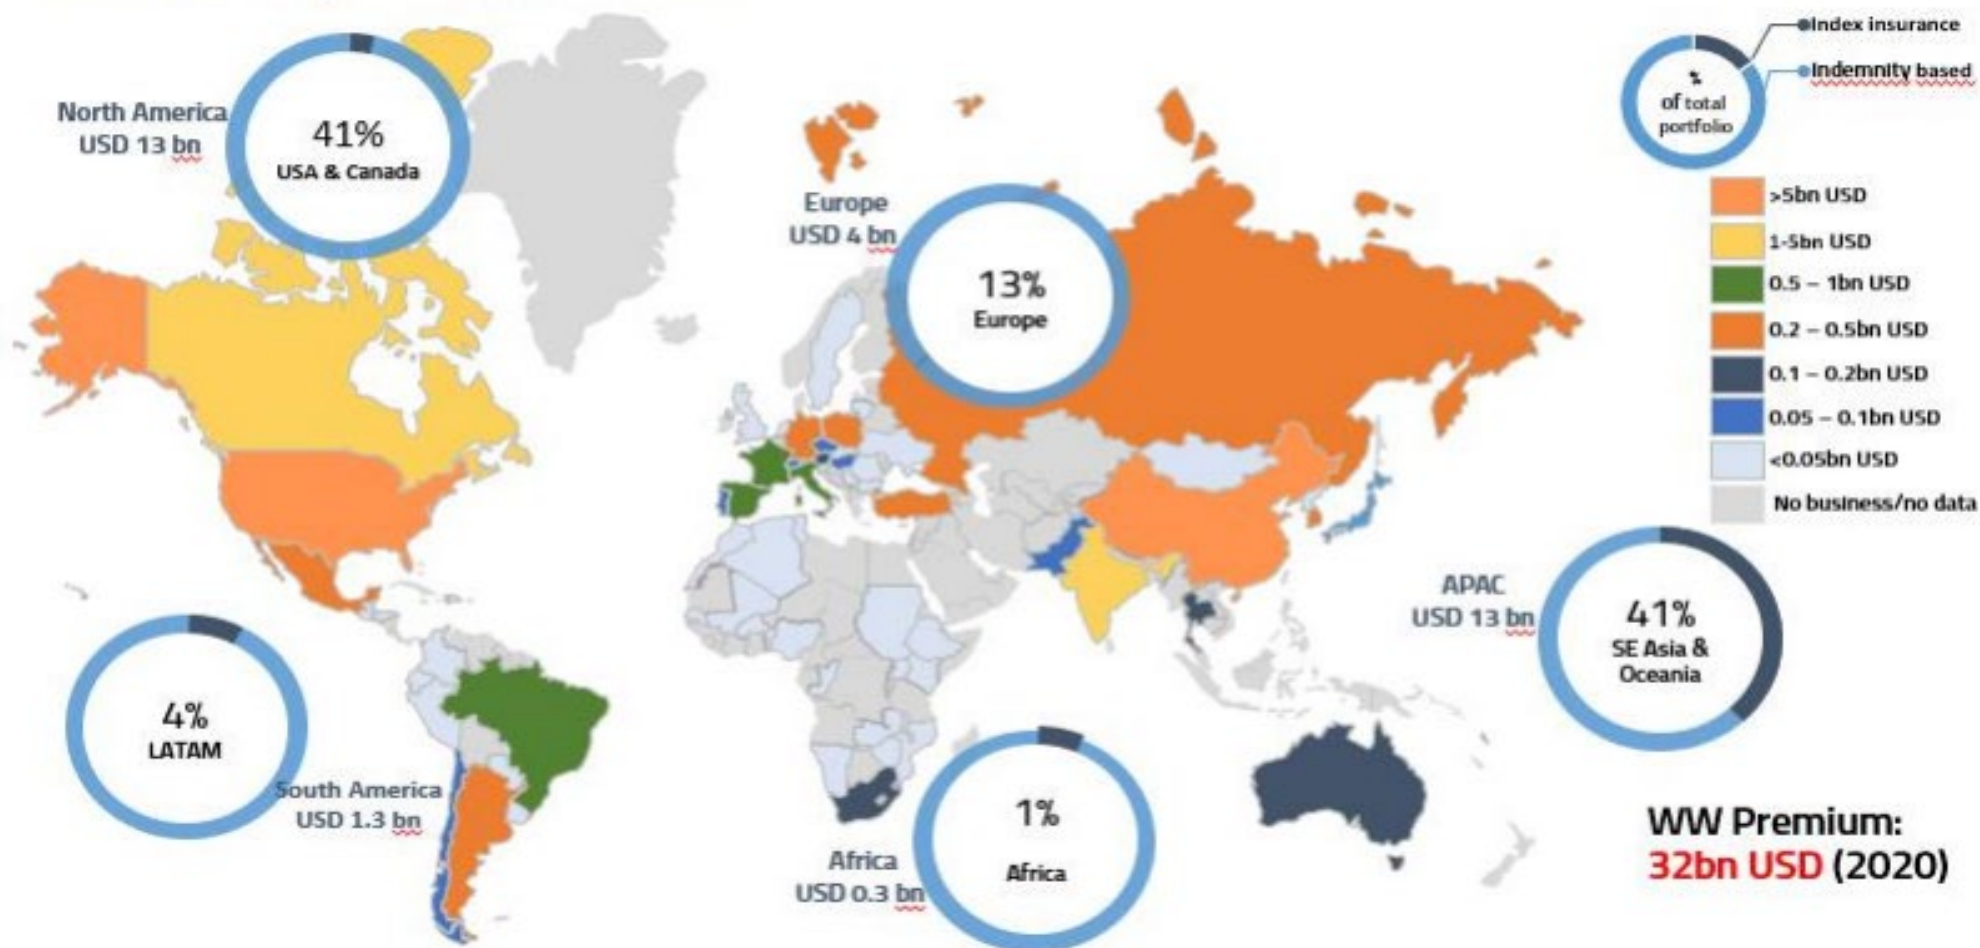 North America
USD 13 bn
41%
USA & Canada
Europe
USD 4 bn
13%
Europe
Index insurance
Indemnity based
%
of total
portfolio
>5bn USD
1-5bn USD
0.5 – 1bn USD
0.2 – 0.5bn USD
0.1 – 0.2bn USD
0.05 – 0.1bn USD
<0.05bn USD
No business/no data
APAC
USD 13 bn
41%
SE Asia &
Oceania
4%
LATAM
South America
USD 1.3 bn
1%
Africa
Africa
USD 0.3 bn
WW Premium:
32bn USD (2020)